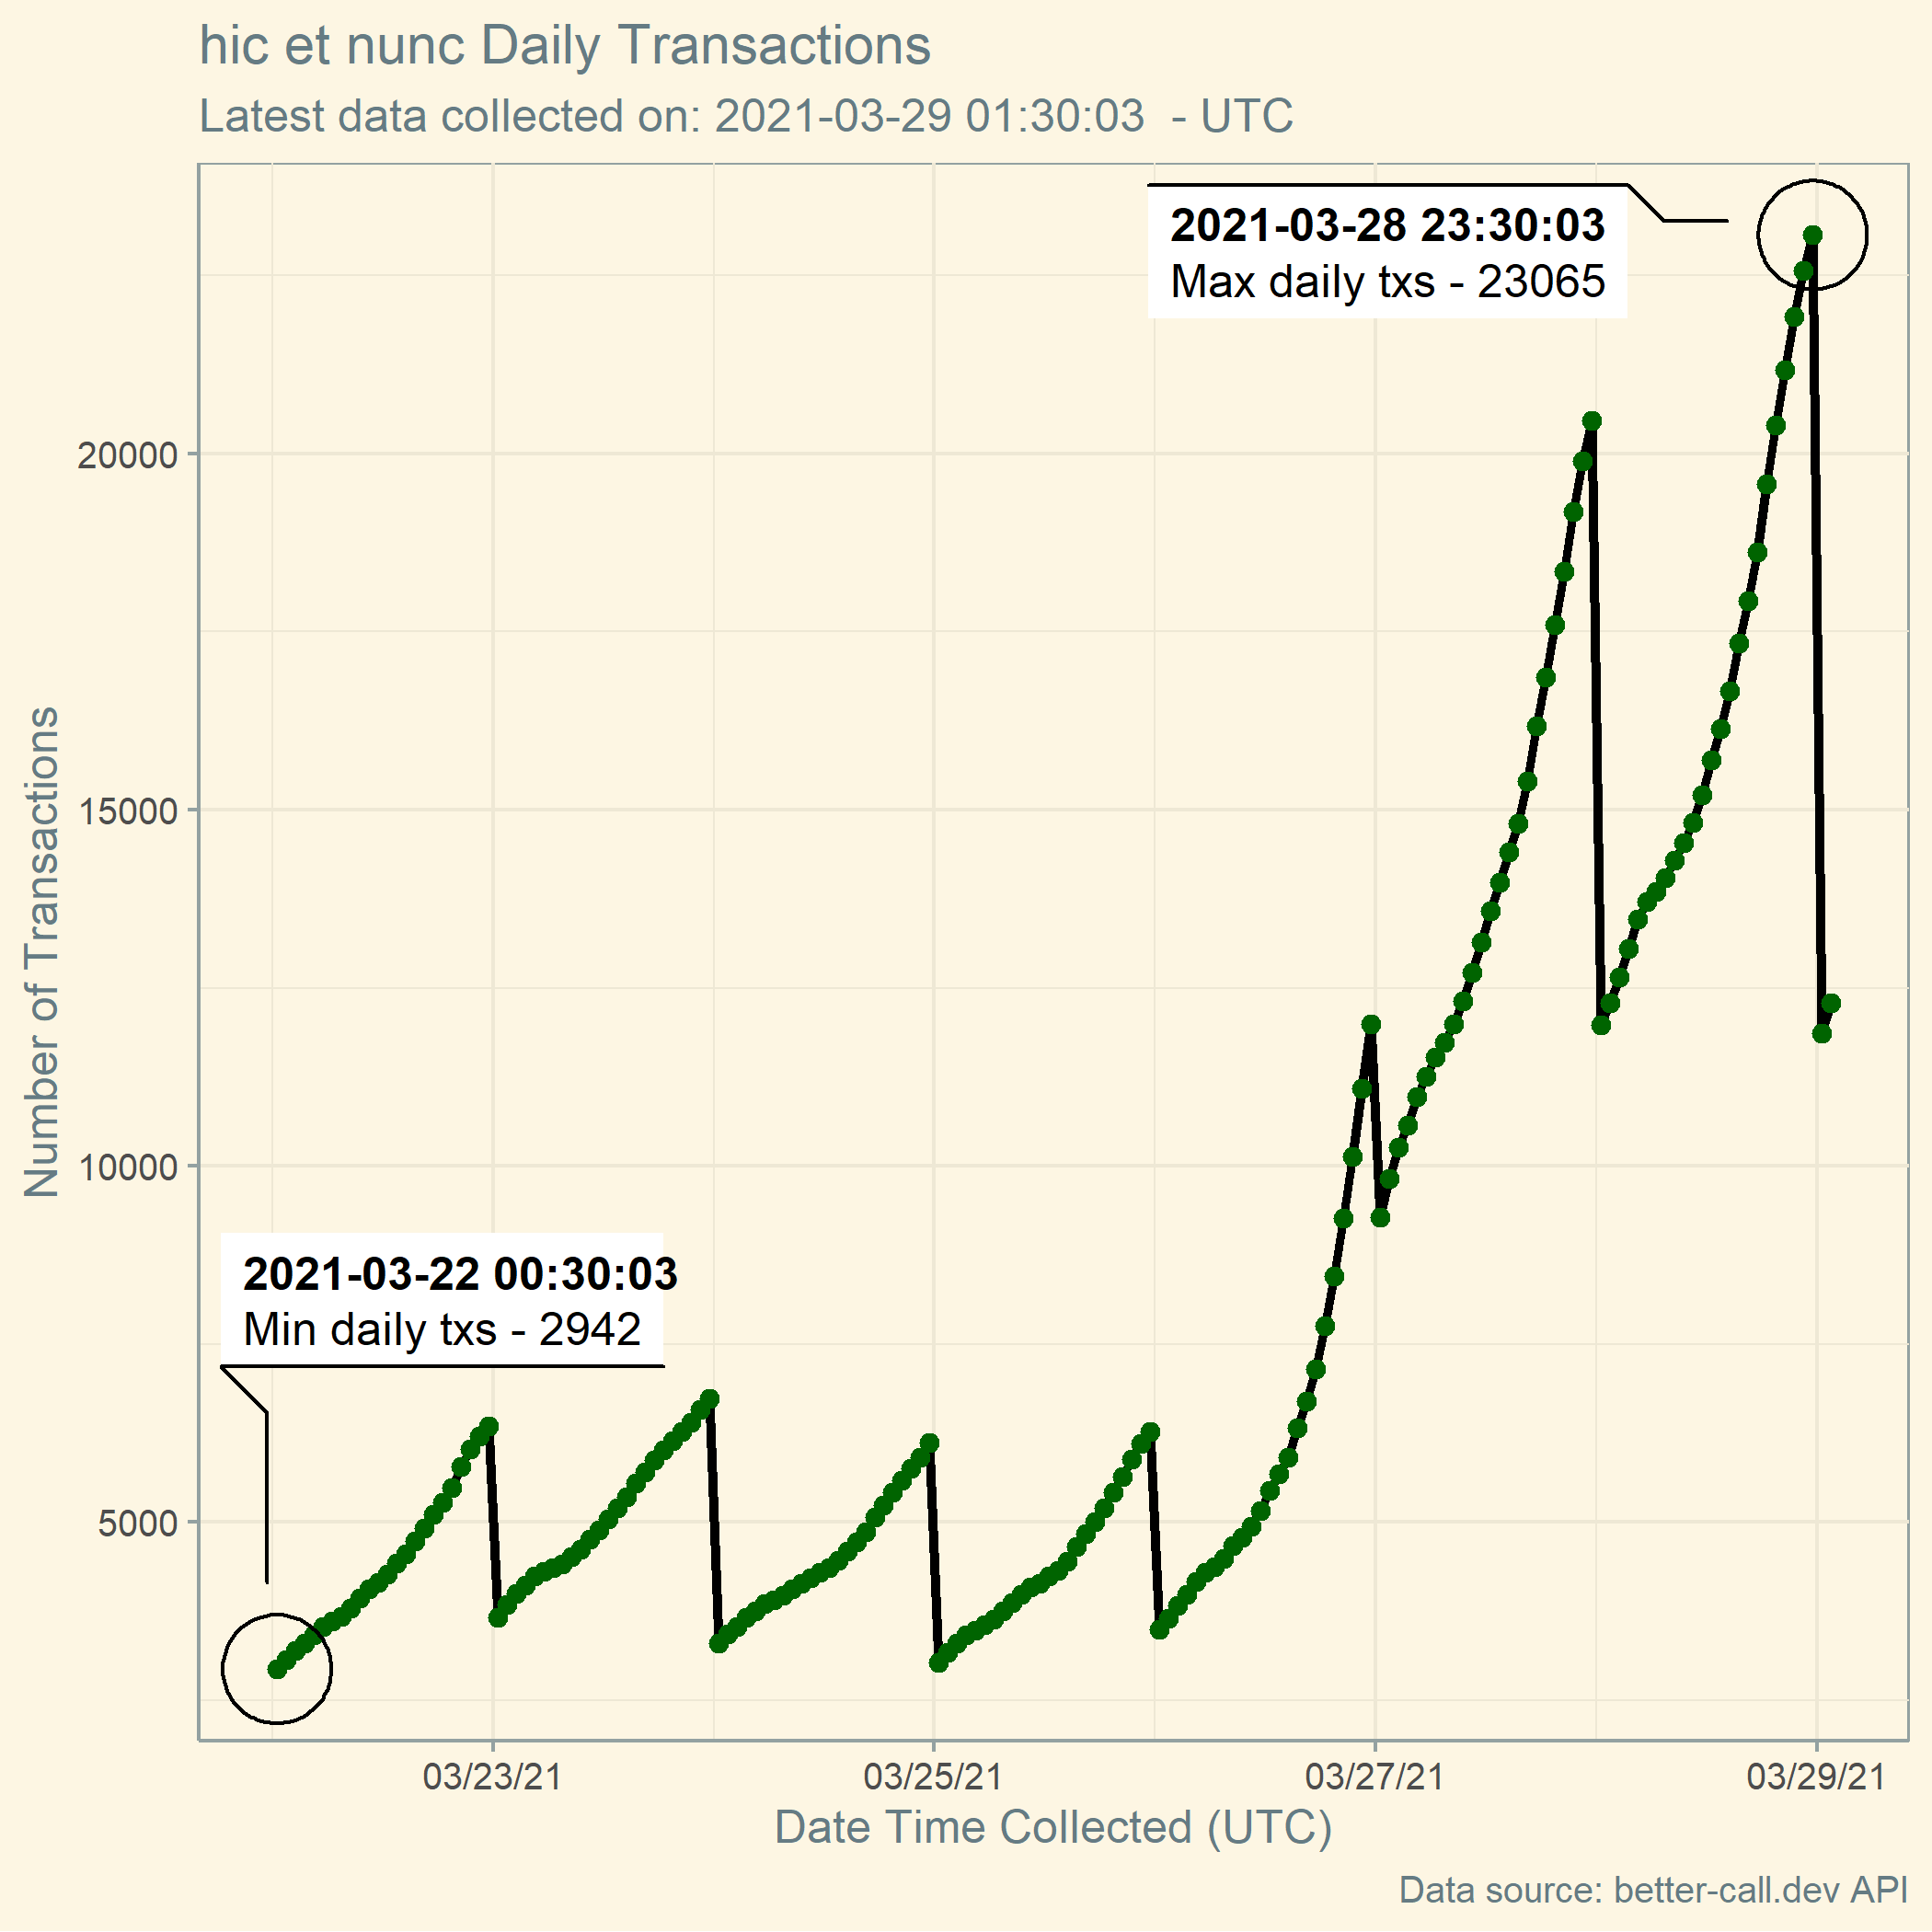 hic et nunc Daily Transactions
Latest data collected on: 2021-03-29 01:30:03  - UTC
2021-03-28 23:30:03
Max daily txs - 23065
20000
15000
10000
5000
Number of Transactions
2021-03-22 00:30:03
Min daily txs - 2942
03/23/21
03/25/21
03/27/21
03/29/21
Date Time Collected (UTC)
Data source: better-call.dev API